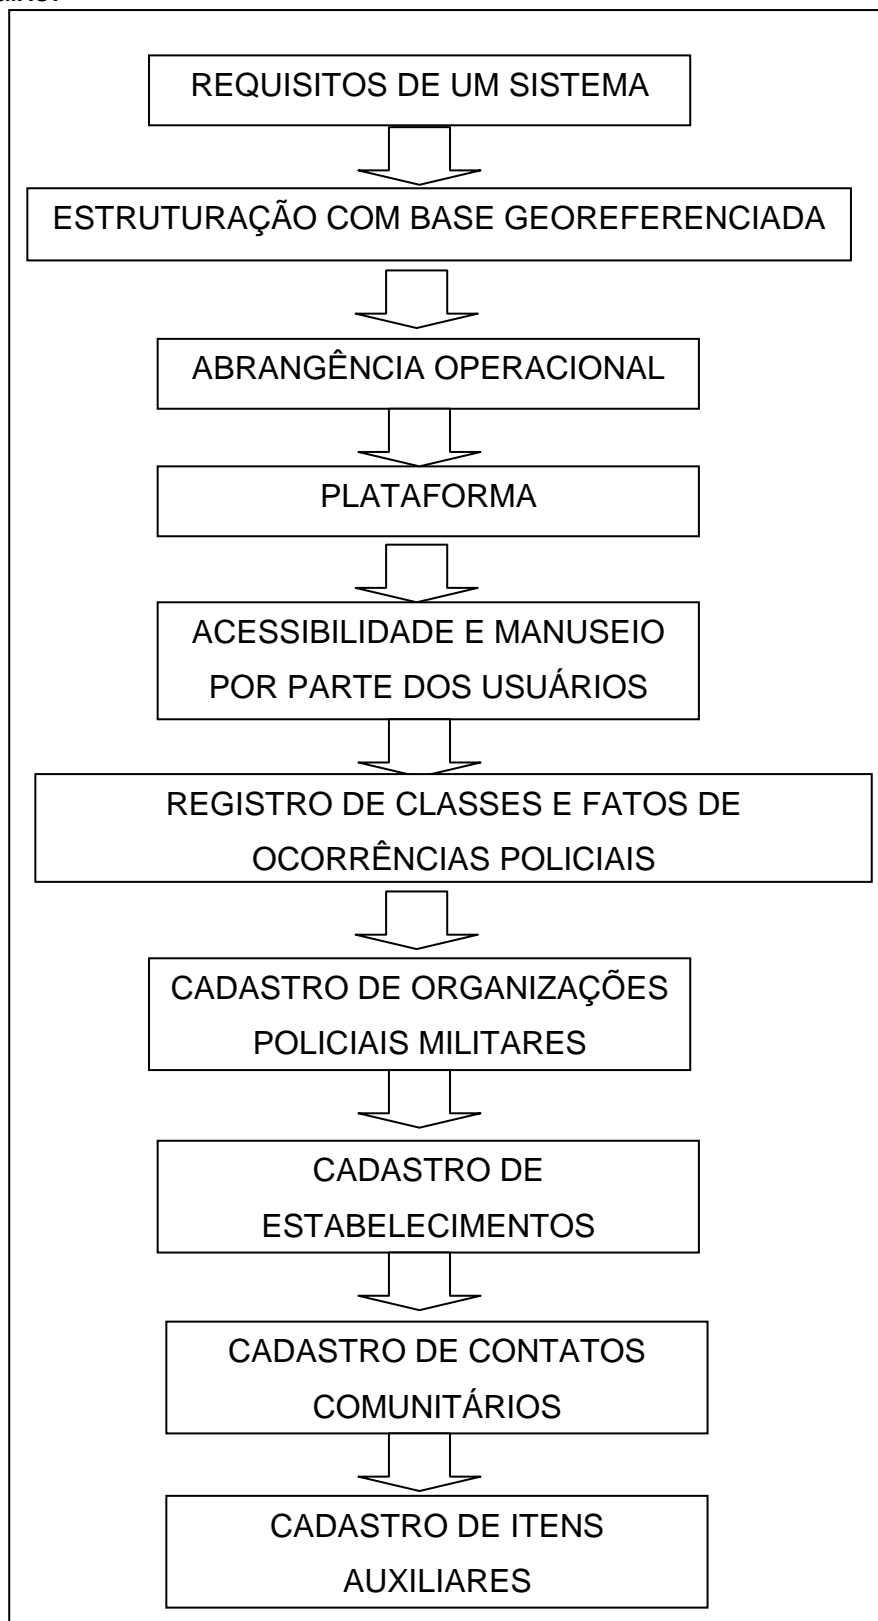 REQUISITOS DE UM SISTEMA
ESTRUTURAÇÃO COM BASE GEOREFERENCIADA
ABRANGÊNCIA OPERACIONAL
PLATAFORMA
ACESSIBILIDADE E MANUSEIO
POR PARTE DOS USUÁRIOS
REGISTRO DE CLASSES E FATOS DE
OCORRÊNCIAS POLICIAIS
CADASTRO DE ORGANIZAÇÕES
POLICIAIS MILITARES
CADASTRO DE
ESTABELECIMENTOS
CADASTRO DE CONTATOS
COMUNITÁRIOS
CADASTRO DE ITENS
AUXILIARES